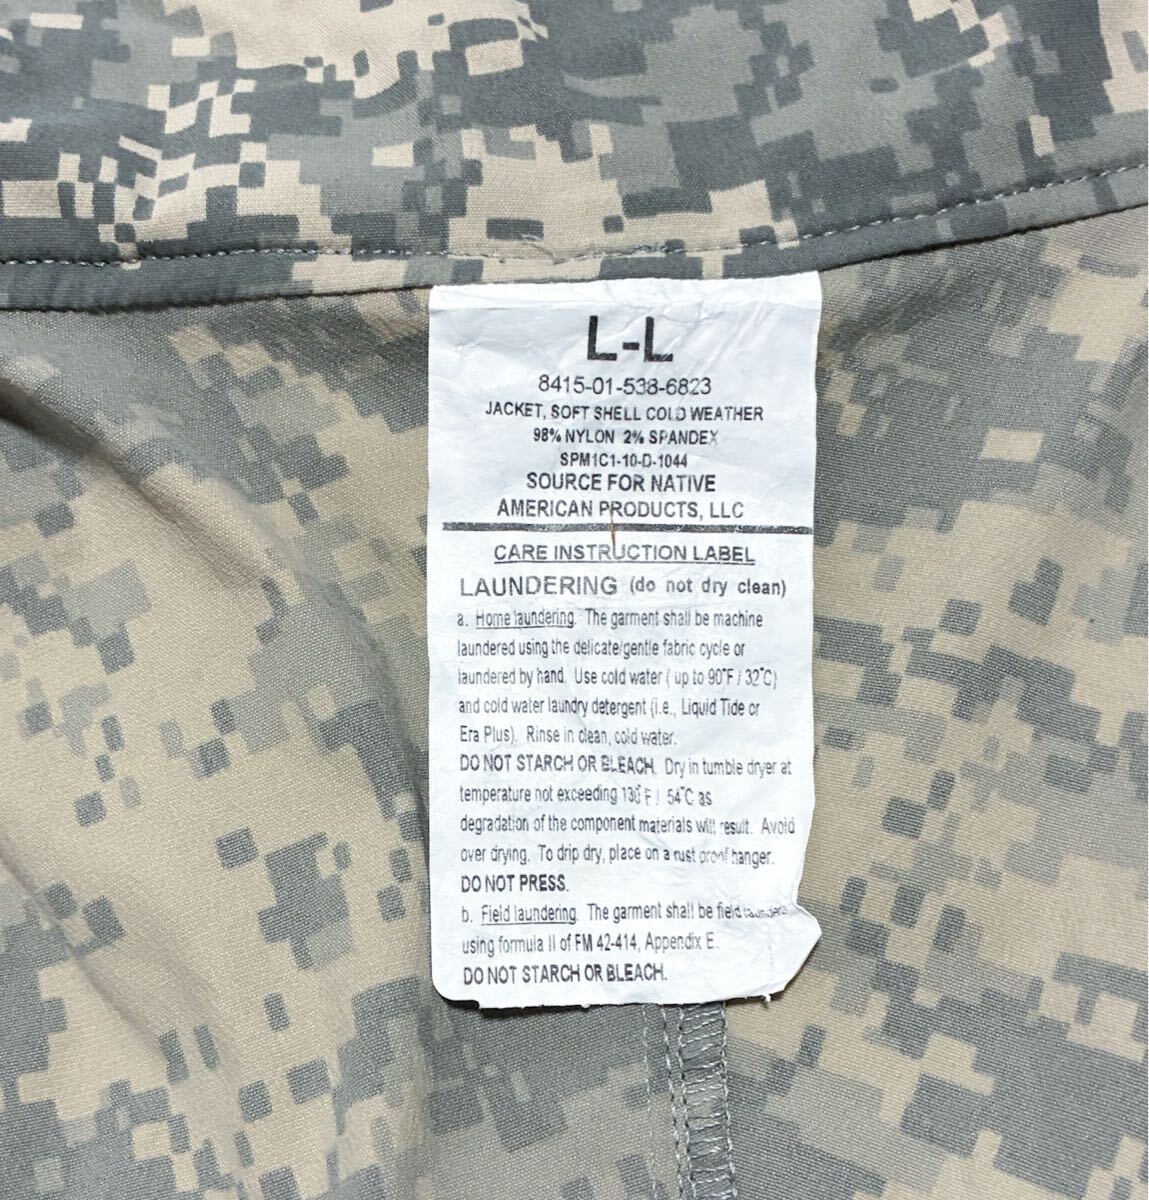 L-L
8415-01-538-6823
JACKET, SOFT SHELL COLD WEATHER
98% NYLON 2% SPANDEX
SPM1C1-10-D-1044
SOURCE FOR NATIVE
AMERICAN PRODUCTS, LLC
CARE INSTRUCTION LABEL
LAUNDERING (do not dry clean)
a. Home laundering. The garment shall be machine
laundered using the delicate/gentle fabric cycle or
laundered by hand. Use cold water ( up to 90°F / 32°C)
and cold water laundry detergent (i.e., Liquid Tide or
Era Plus). Rinse in clean, cold water.
DO NOT STARCH OR BLEACH. Dry in tumble dryer at
temperature not exceeding 130°F / 54°C as
degradation of the component materials will result. Avoid
over drying. To drip dry, place on a rust proof hanger.
DO NOT PRESS.
b. Field laundering. The garment shall be field
using formula II of FM 42-414, Appendix E.
DO NOT STARCH OR BLEACH.